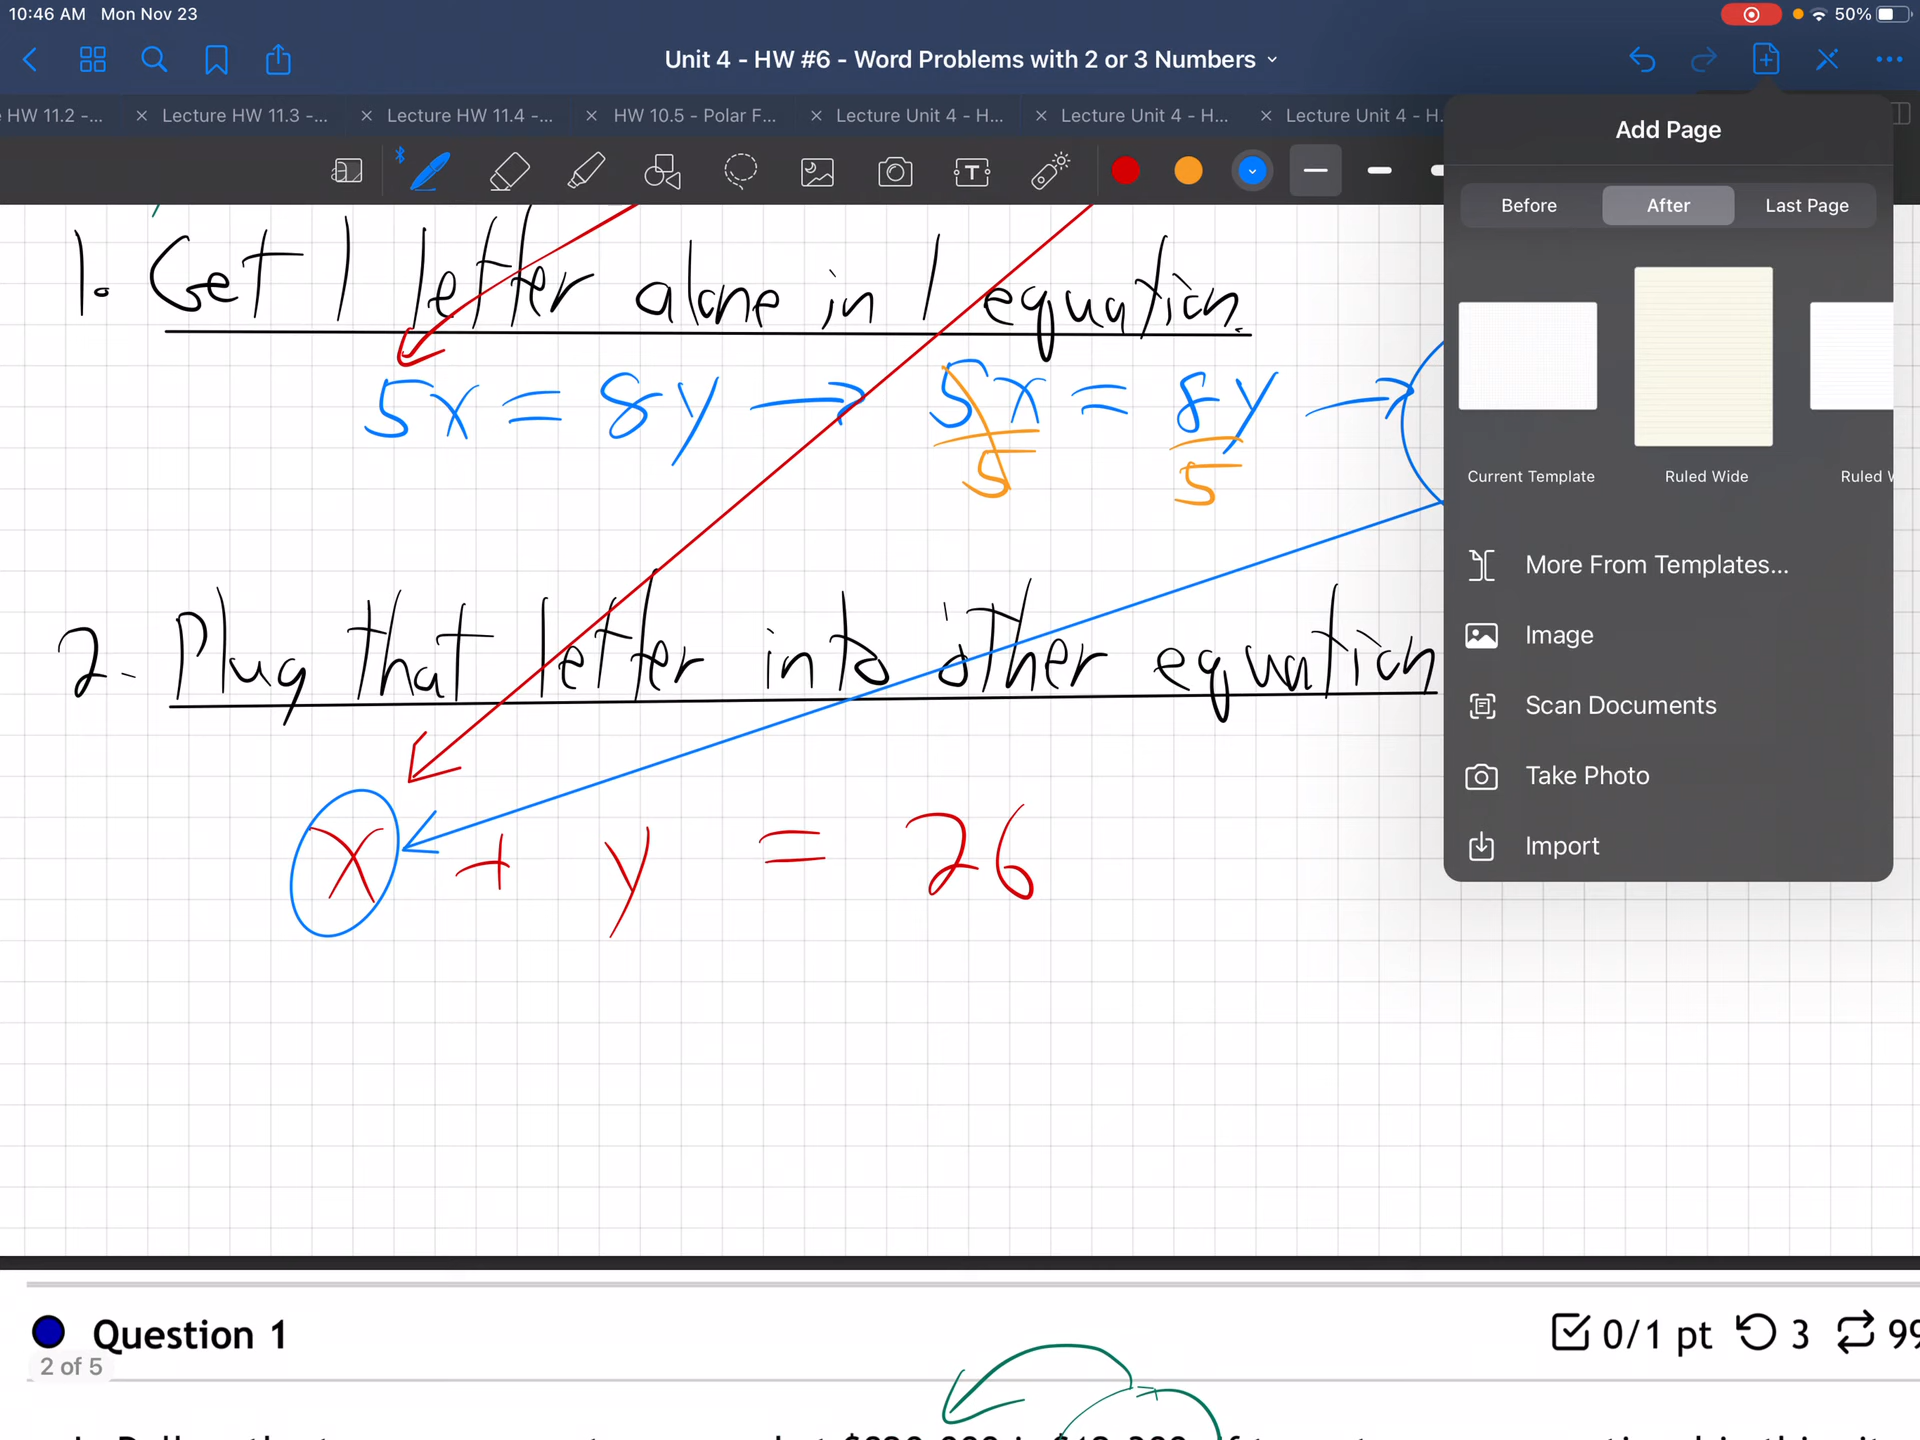 10:46 AM Mon Nov 23
50%
Unit 4 - HW #6 - Word Problems with 2 or 3 Numbers
HW 11.2 -... × Lecture HW 11.3 -... × Lecture HW 11.4 -... × HW 10.5 - Polar F... × Lecture Unit 4 - H... × Lecture Unit 4 - H... × Lecture Unit 4 - H.
Add Page
Before After Last Page
Current Template Ruled Wide Ruled
More From Templates...
Image
Scan Documents
Take Photo
Import
1. Get 1 letter alone in 1 equation.
5x = 8y → 5x/5 = 8y/5 →
2. Plug that letter into other equation
x + y = 26
Question 1
0/1 pt 3 99
2 of 5